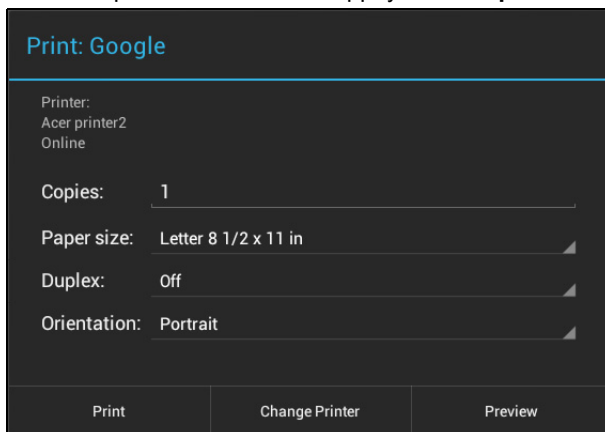 Print: Google
Printer:
Acer printer2
Online
Copies: 1
Paper size: Letter 8 1/2 x 11 in
Duplex: Off
Orientation: Portrait
Print Change Printer Preview